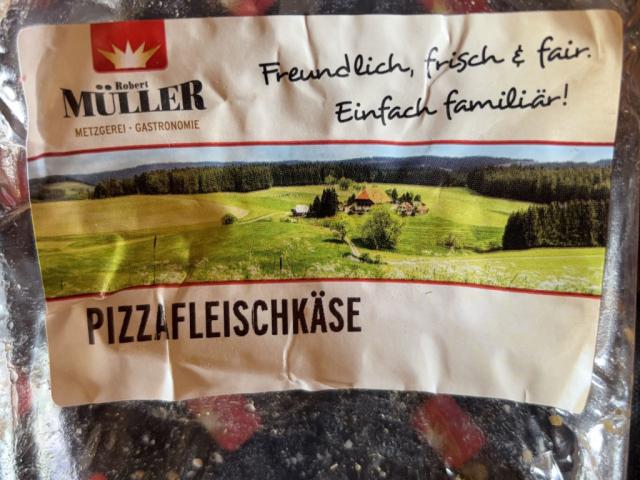 Robert
MÜLLER
METZGEREI · GASTRONOMIE
Freundlich, frisch & fair.
Einfach familiär!
PIZZAFLEISCHKÄSE